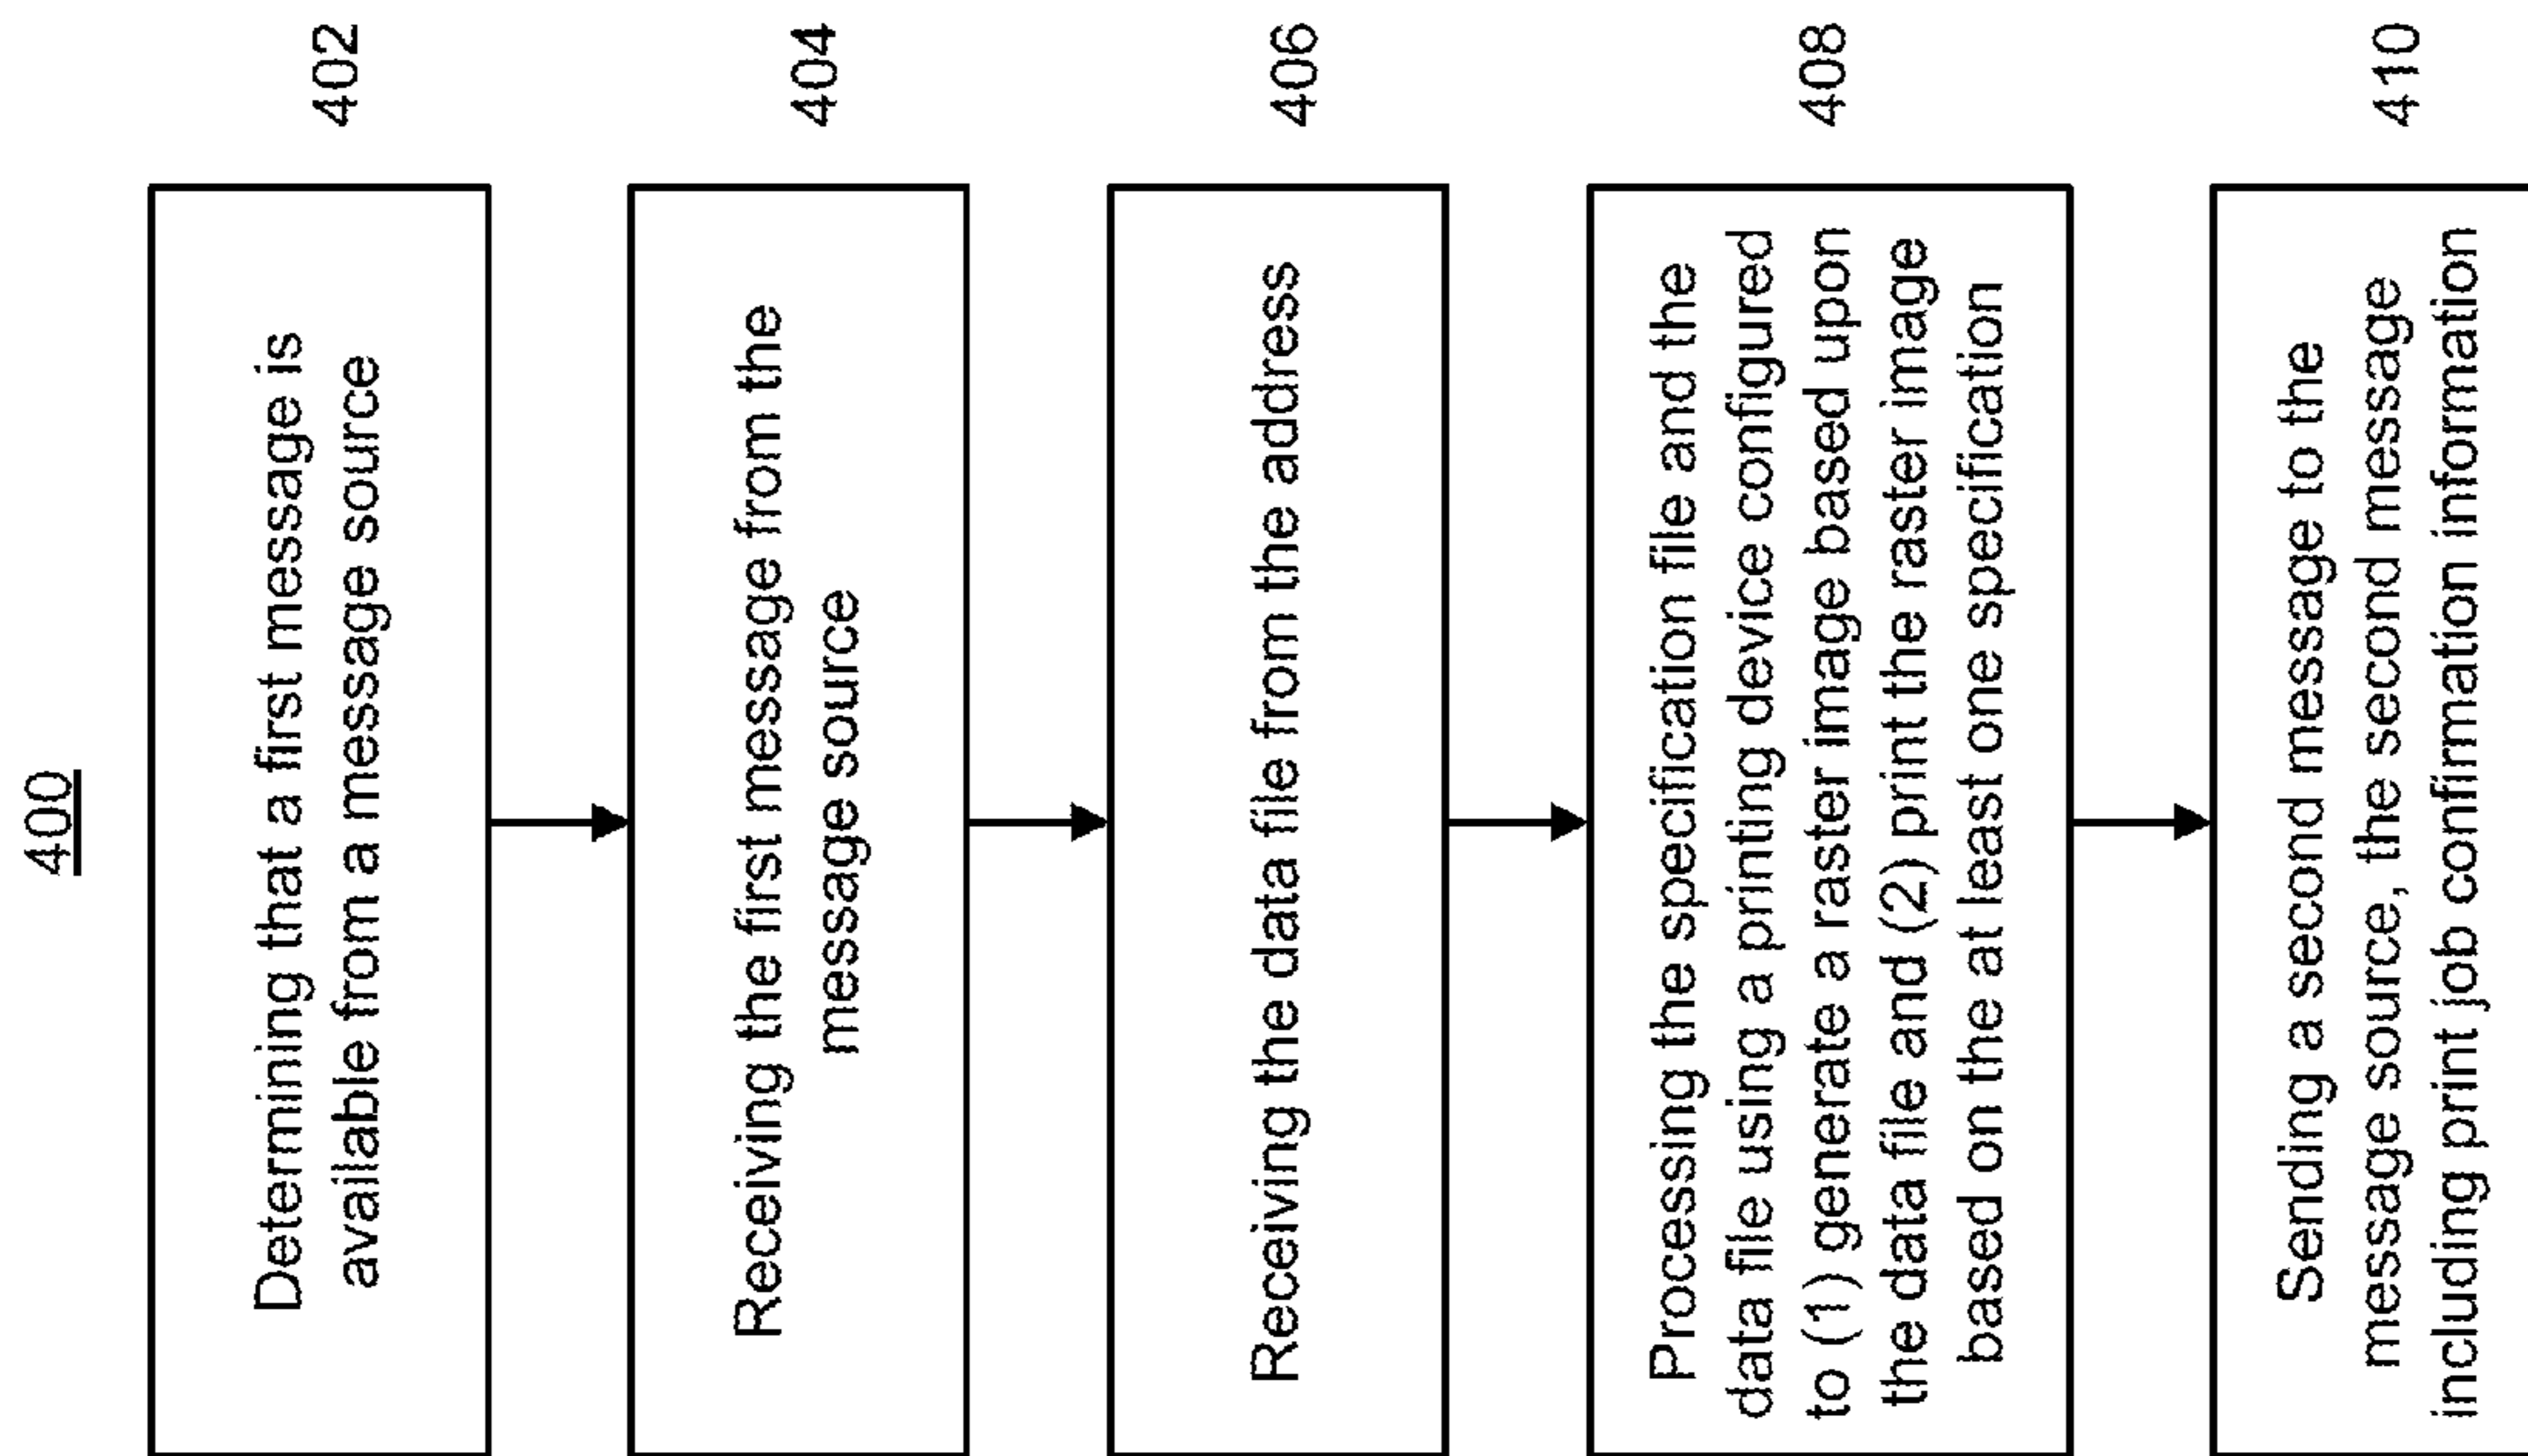 400
Determining that a first message is
available from a message source
402
Receiving the first message from the
message source
404
Receiving the data file from the address
406
Processing the specification file and the
data file using a printing device configured
to (1) generate a raster image based upon
the data file and (2) print the raster image
based on the at least one specification
408
Sending a second message to the
message source, the second message
including print job confirmation information
410